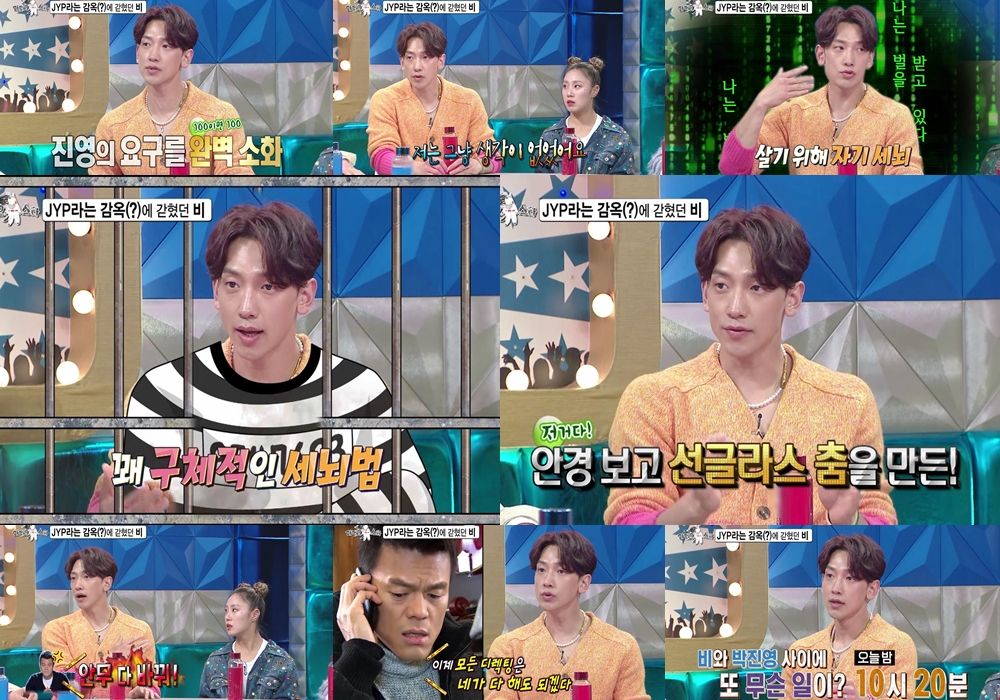 JYP라는 감옥(?)에 갇혔던 비
100이면 100
진영의 요구를 완벽 소화
JYP라는 감옥(?)에 갇혔던 비
저는 그냥 생각이 없었어요
JYP라는 감옥(?)에 갇혔던 비
나는 벌을 받고 있다
나는
살기 위해 자기 세뇌
JYP라는 감옥(?)에 갇혔던 비
꽤 구체적인 세뇌법
JYP라는 감옥(?)에 갇혔던 비
저거다!
안경 보고 선글라스 춤을 만든!
JYP라는 감옥(?)에 갇혔던 비
안무 다 바꿔!
JYP라는 감옥(?)에 갇혔던 비
이제 모든 디렉팅은
네가 다 해도 되겠다
JYP라는 감옥(?)에 갇혔던 비
비와 박진영 사이에
또 무슨 일이?
오늘 밤
10시 20분